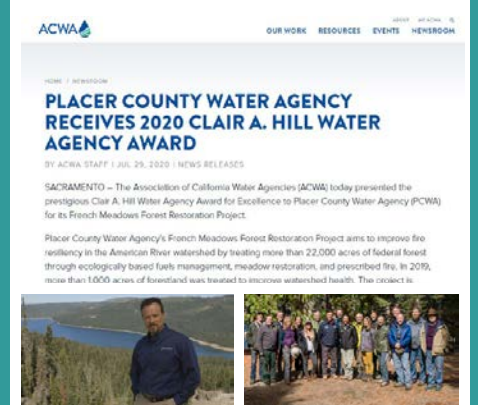 ABOUT MY ACWA
ACWA
OUR WORK RESOURCES EVENTS NEWSROOM
HOME / NEWSROOM
PLACER COUNTY WATER AGENCY
RECEIVES 2020 CLAIR A. HILL WATER
AGENCY AWARD
BY ACWA STAFF | JUL 29, 2020 | NEWS RELEASES
SACRAMENTO – The Association of California Water Agencies (ACWA) today presented the
prestigious Clair A. Hill Water Agency Award for Excellence to Placer County Water Agency (PCWA)
for its French Meadows Forest Restoration Project.
Placer County Water Agency's French Meadows Forest Restoration Project aims to improve fire
resiliency in the American River watershed by treating more than 22,000 acres of federal forest
through ecologically based fuels management, meadow restoration, and prescribed fire. In 2019,
more than 1,000 acres of forestland was treated to improve watershed health. The project is